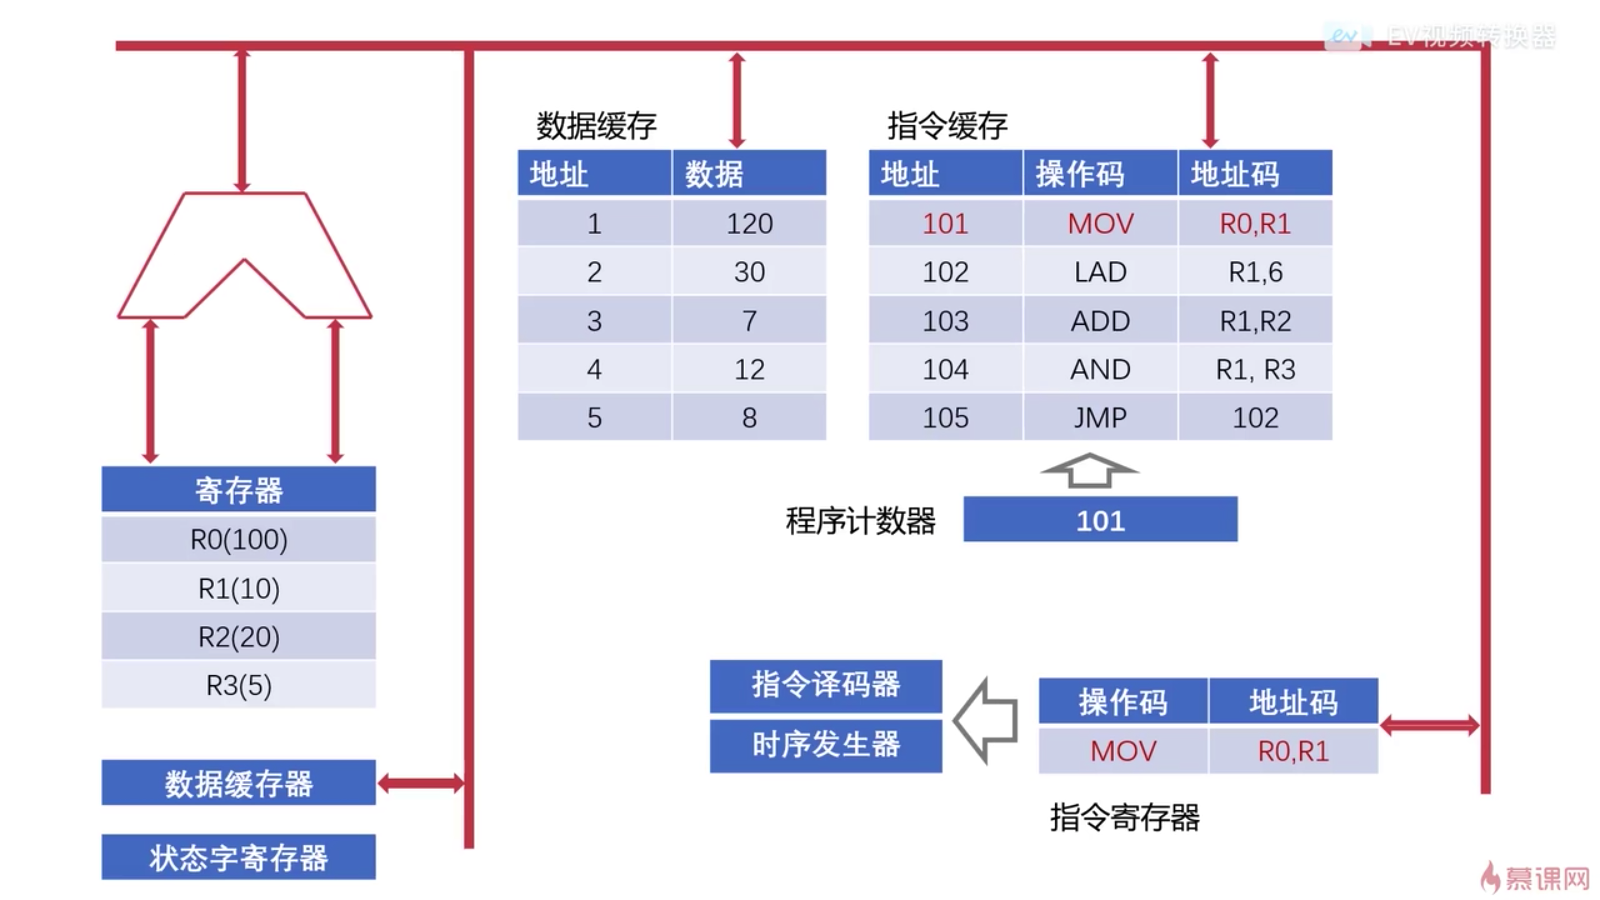 EV视频转换器
数据缓存
地址 数据
1 120
2 30
3 7
4 12
5 8
指令缓存
地址 操作码 地址码
101 MOV R0,R1
102 LAD R1,6
103 ADD R1,R2
104 AND R1, R3
105 JMP 102
程序计数器 101
寄存器
R0(100)
R1(10)
R2(20)
R3(5)
数据缓存器
状态字寄存器
指令译码器
时序发生器
操作码 地址码
MOV R0,R1
指令寄存器
慕课网